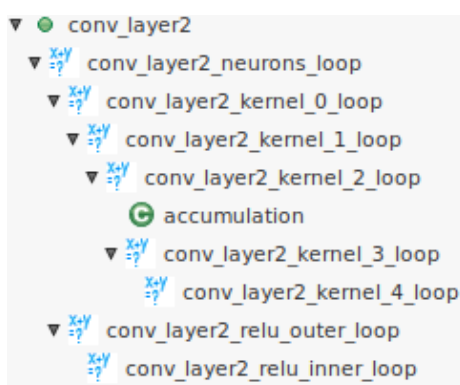 conv_layer2
X+Y =? conv_layer2_neurons_loop
X+Y =? conv_layer2_kernel_0_loop
X+Y =? conv_layer2_kernel_1_loop
X+Y =? conv_layer2_kernel_2_loop
C accumulation
X+Y =? conv_layer2_kernel_3_loop
X+Y =? conv_layer2_kernel_4_loop
X+Y =? conv_layer2_relu_outer_loop
X+Y =? conv_layer2_relu_inner_loop